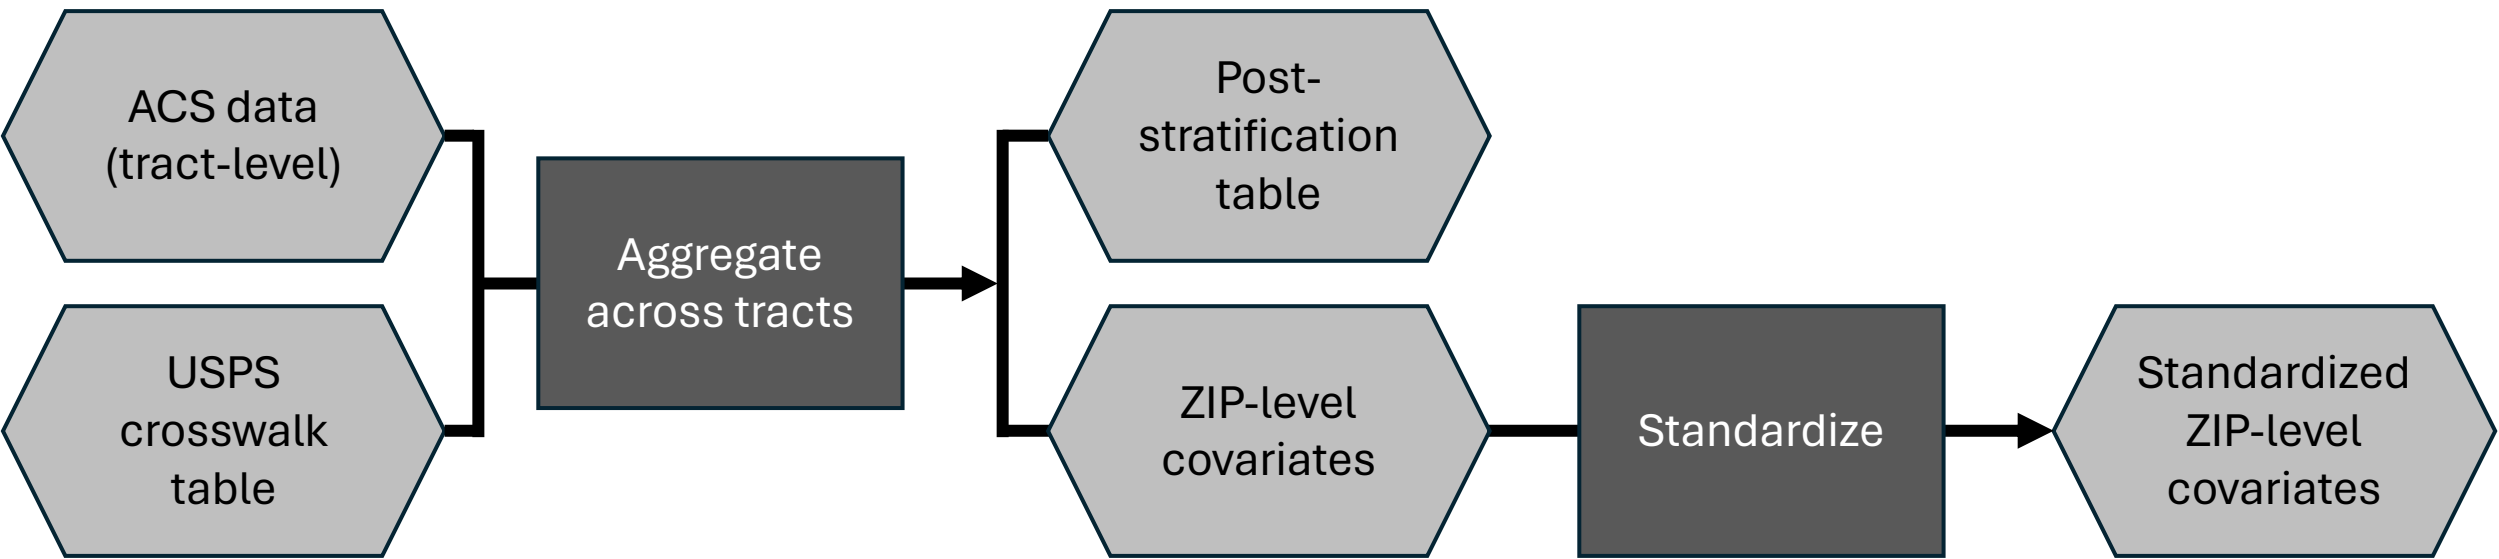 ACS data
(tract-level)
USPS
crosswalk
table
Aggregate
across tracts
Post-
stratification
table
ZIP-level
covariates
Standardize
Standardized
ZIP-level
covariates